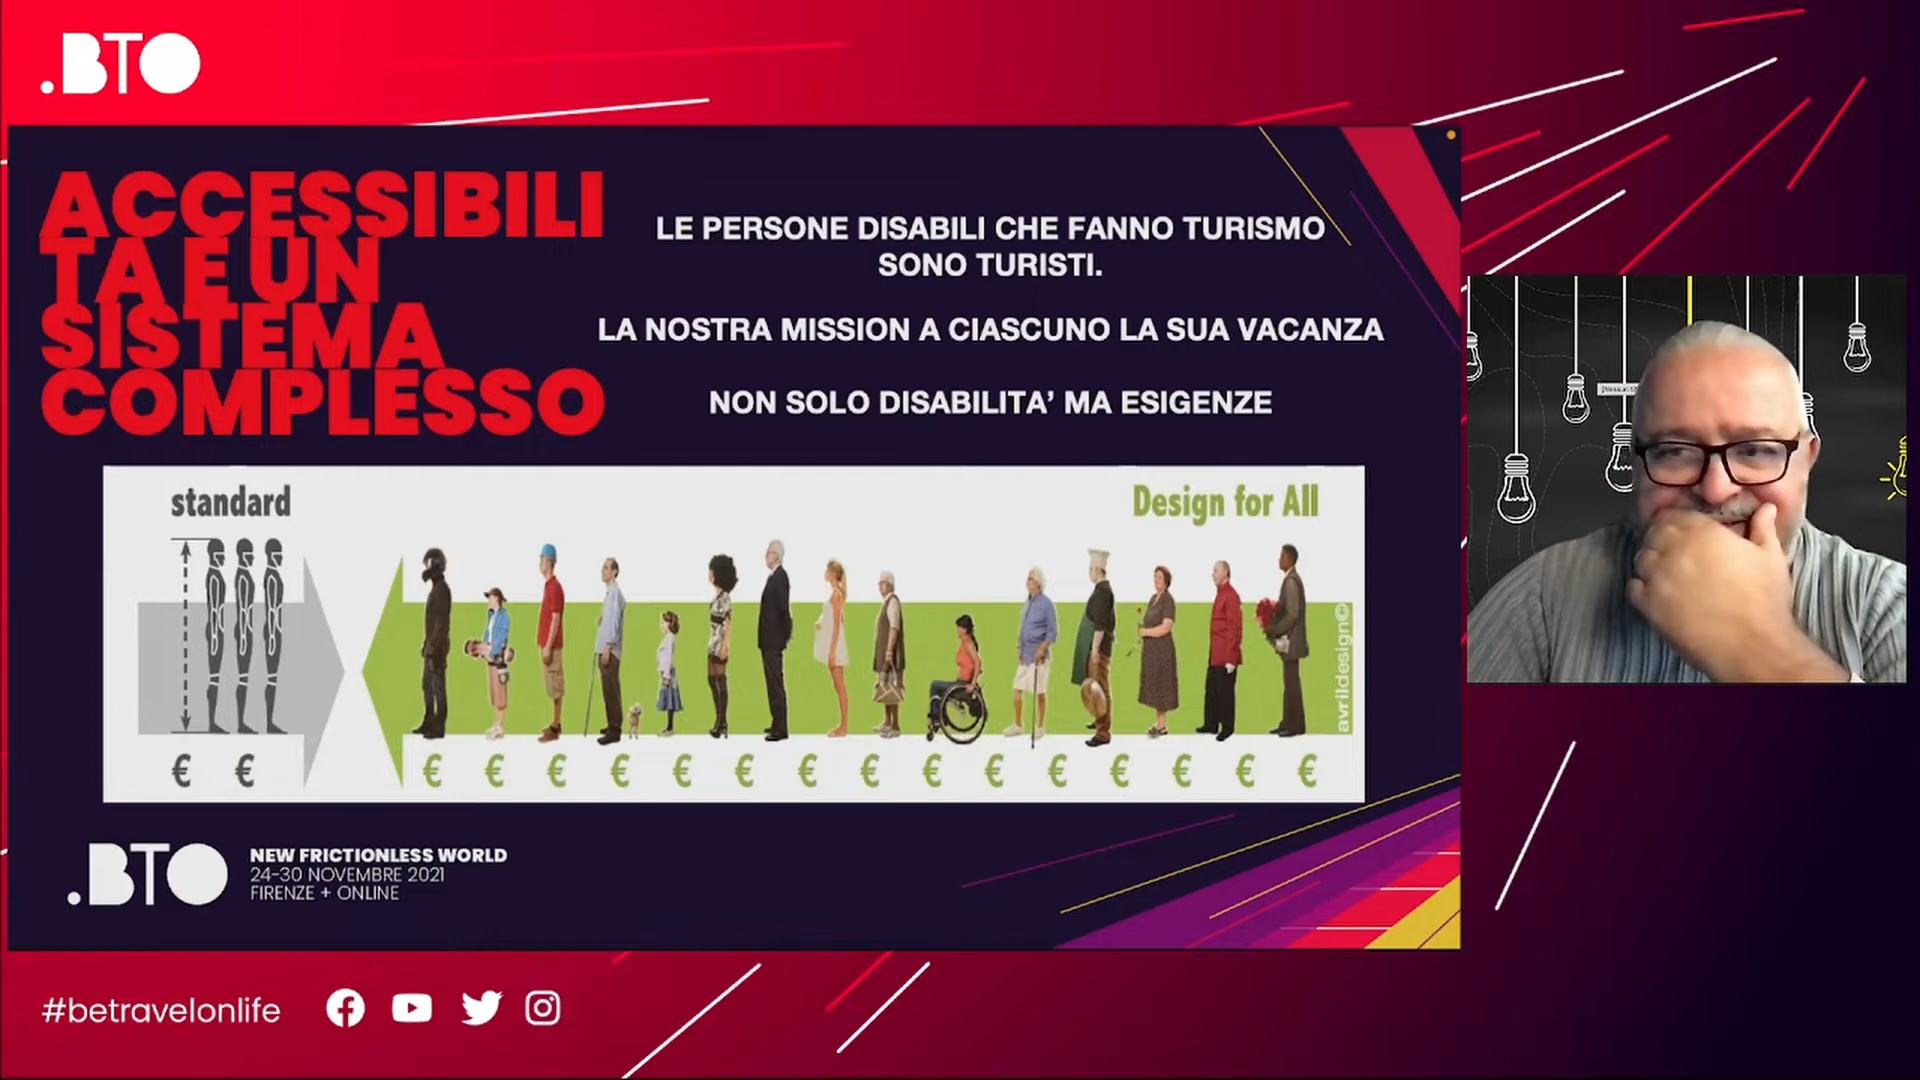 .BTO
ACCESSIBILI
TA E UN
SISTEMA
COMPLESSO
LE PERSONE DISABILI CHE FANNO TURISMO
SONO TURISTI.
LA NOSTRA MISSION A CIASCUNO LA SUA VACANZA
NON SOLO DISABILITA’ MA ESIGENZE
standard
Design for All
avrildesign©
€ €
€ € € € € € € € € € € € € € €
.BTO
NEW FRICTIONLESS WORLD
24-30 NOVEMBRE 2021
FIRENZE + ONLINE
#betravelonlife